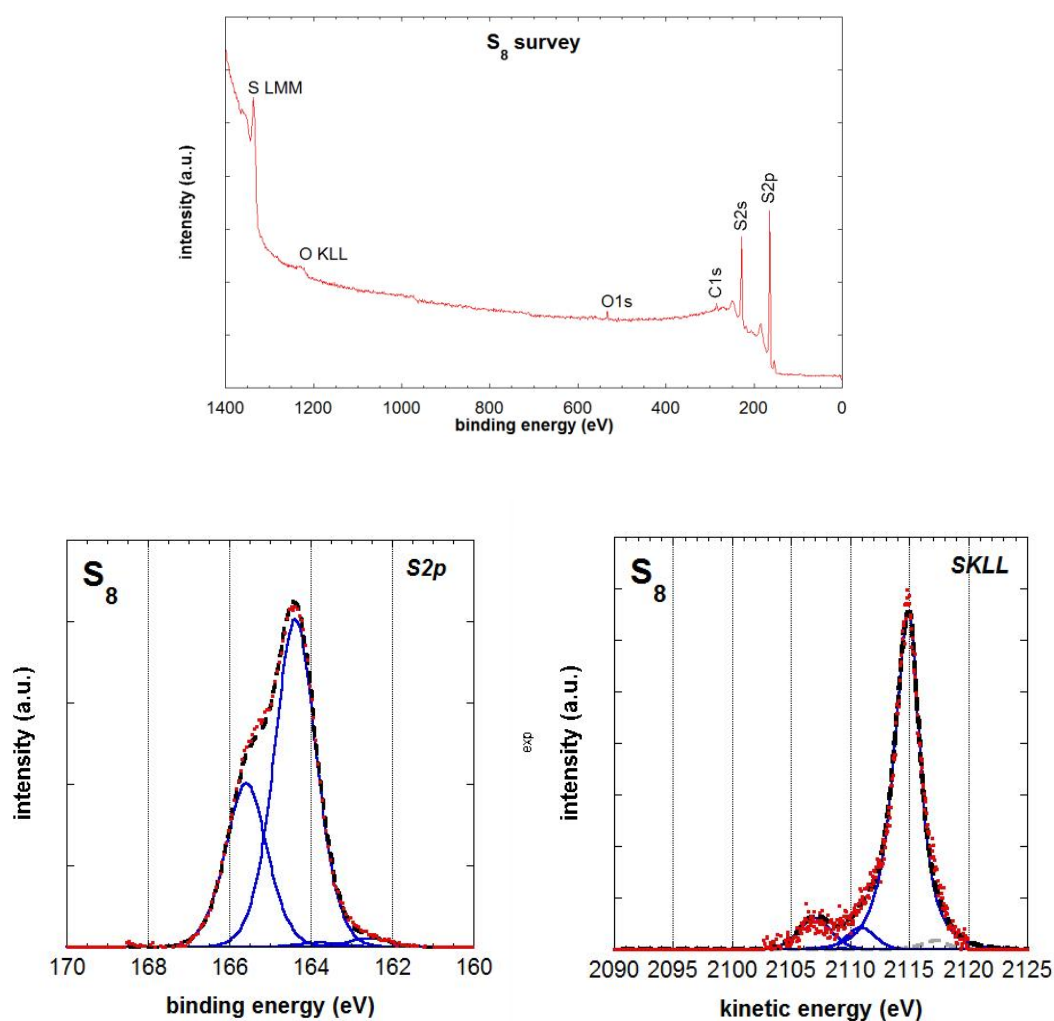 S8 survey
S LMM
O KLL
O1s
C1s
S2s
S2p
intensity (a.u.)
1400 1200 1000 800 600 400 200 0
binding energy (eV)
S8 S2p
intensity (a.u.)
170 168 166 164 162 160
binding energy (eV)
exp
S8 SKLL
intensity (a.u.)
2090 2095 2100 2105 2110 2115 2120 2125
kinetic energy (eV)